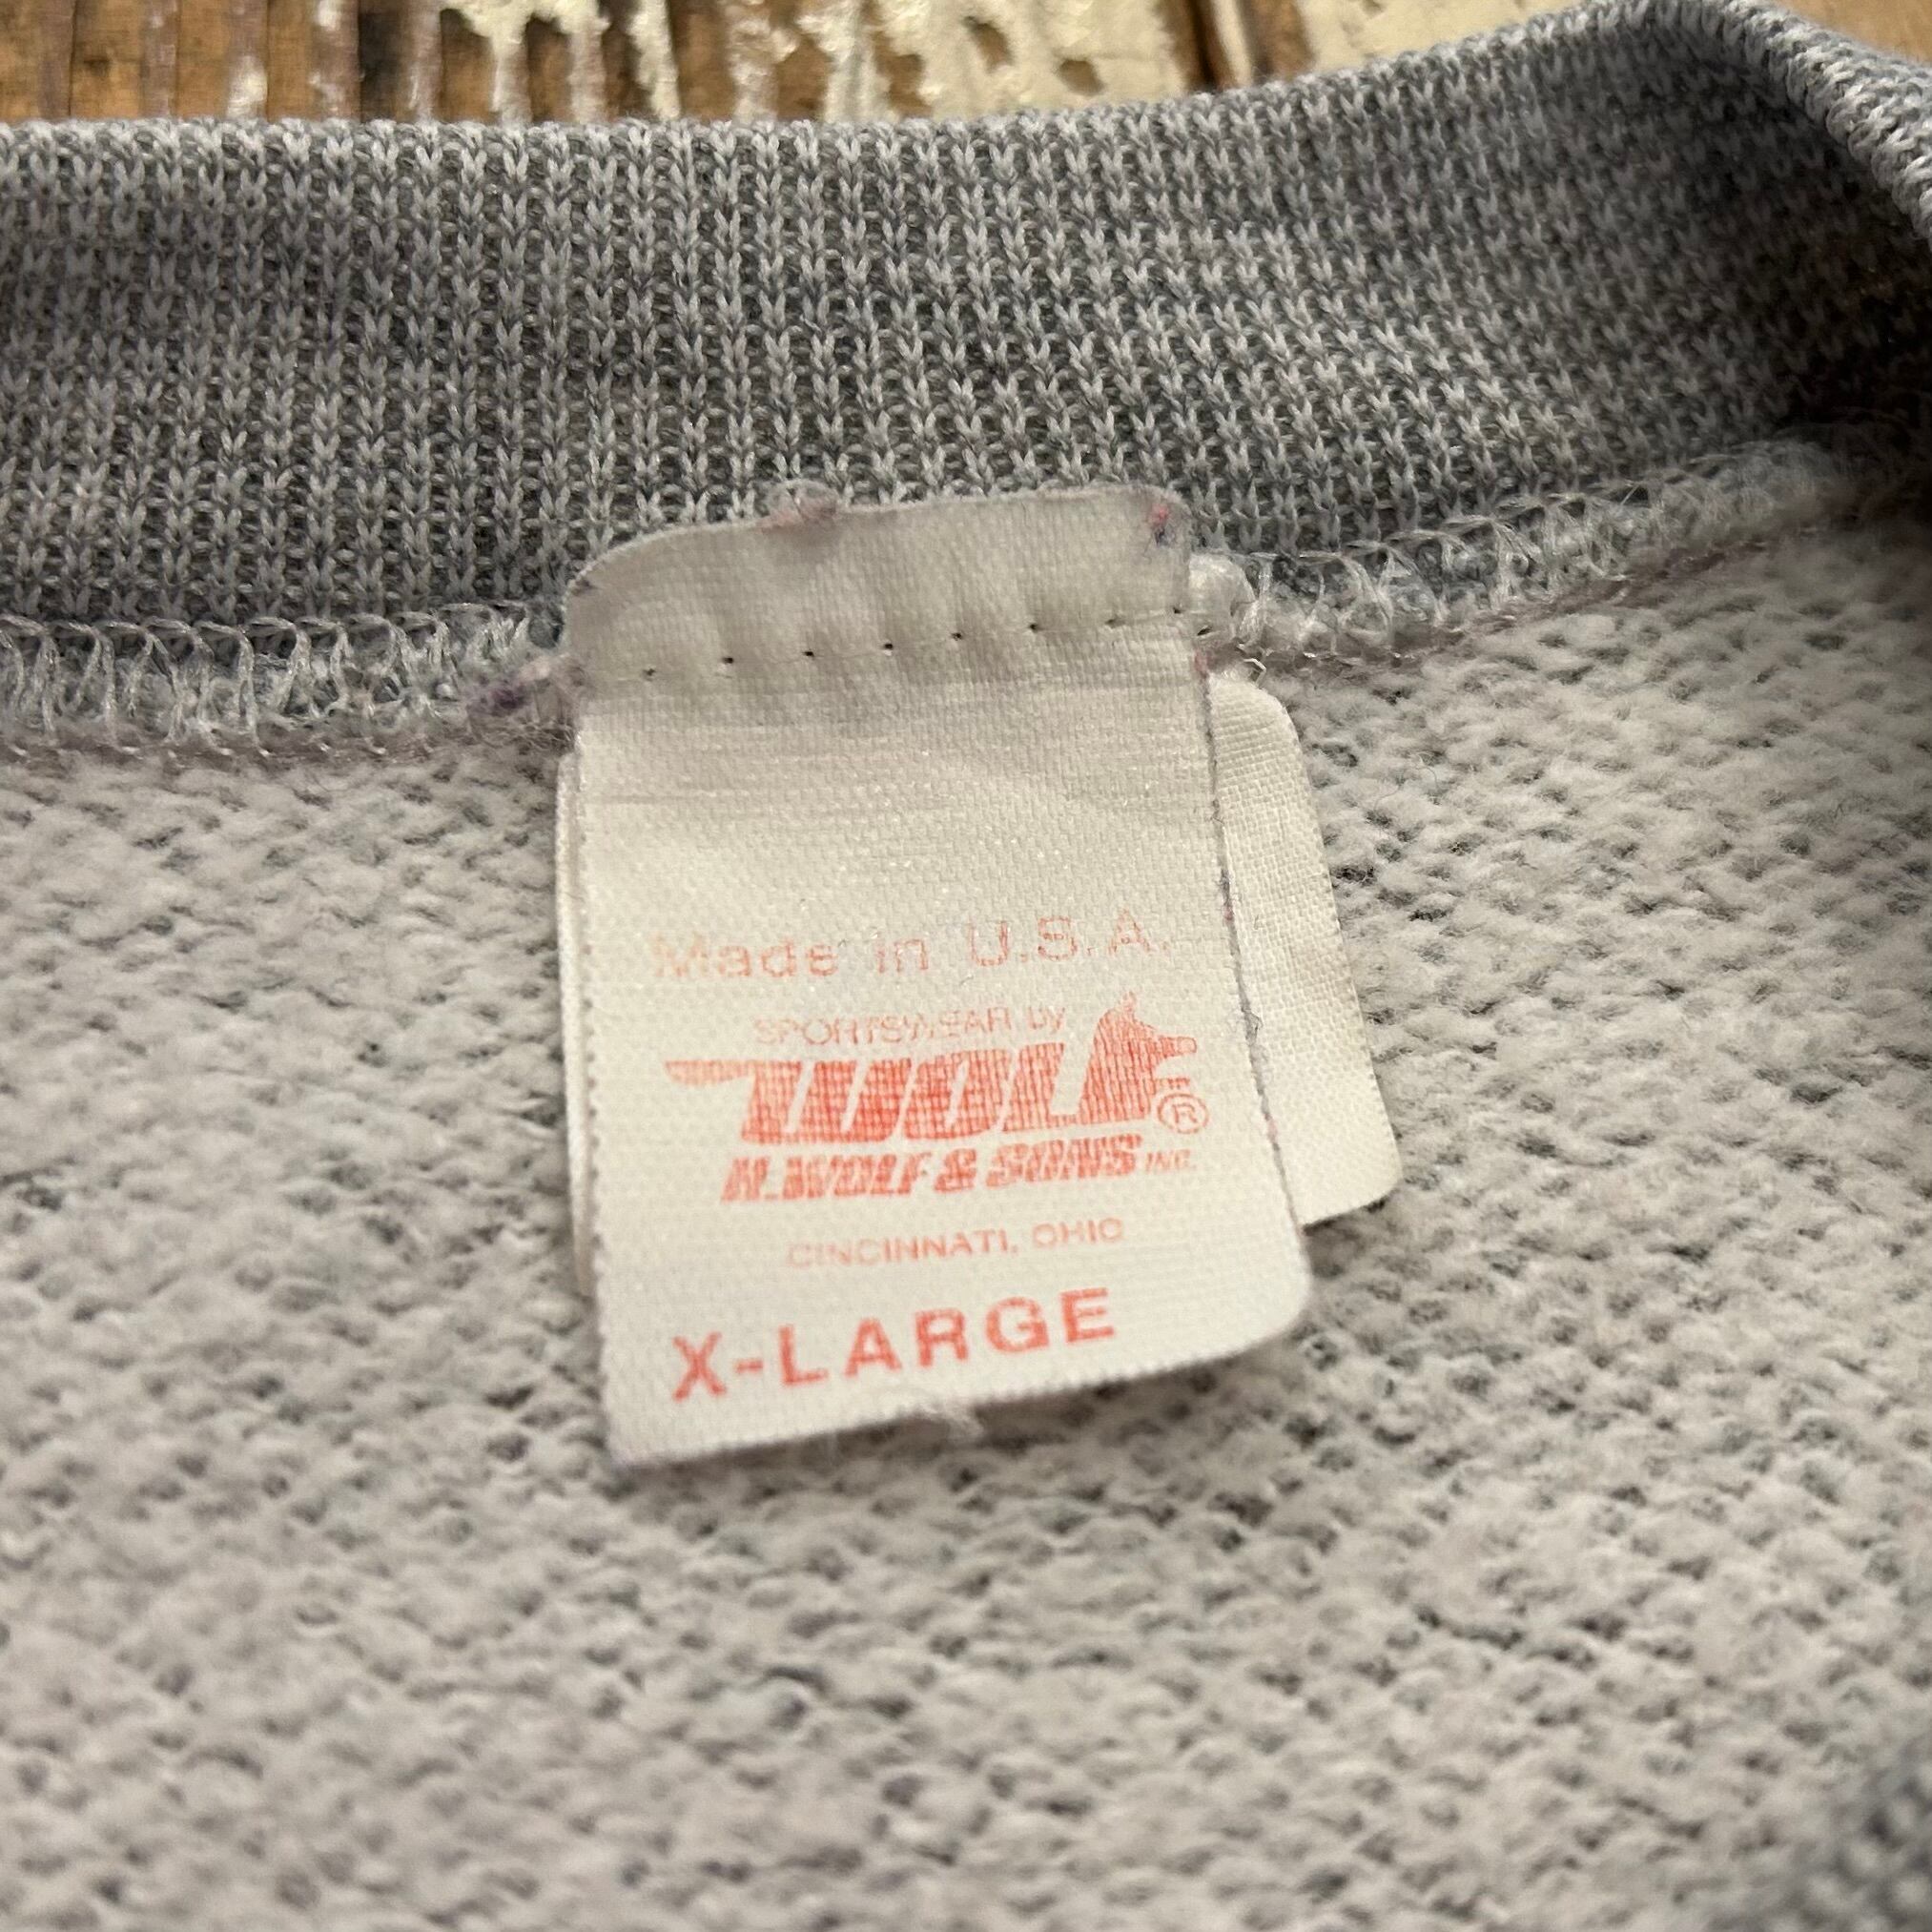 Made in U.S.A.
SPORTSWEAR by
WOLF®
H.WOLF & SONS INC.
CINCINNATI, OHIO
X-LARGE